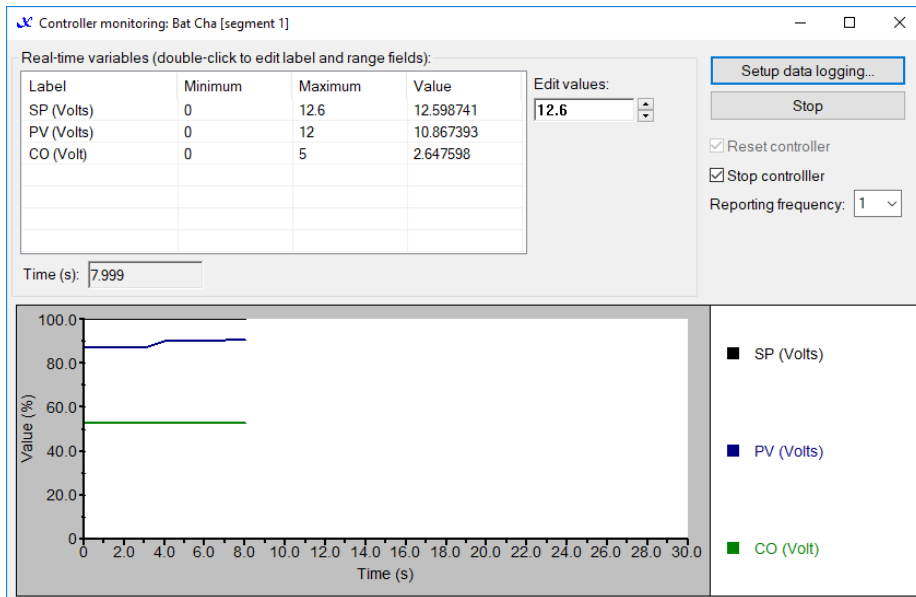 Controller monitoring: Bat Cha [segment 1]
Real-time variables (double-click to edit label and range fields):
Label Minimum Maximum Value
SP (Volts) 0 12.6 12.598741
PV (Volts) 0 12 10.867393
CO (Volt) 0 5 2.647598
Edit values:
12.6
Setup data logging...
Stop
Reset controller
Stop controlller
Reporting frequency: 1
Time (s): 7.999
Value (%)
100.0
80.0
60.0
40.0
20.0
0
0 2.0 4.0 6.0 8.0 10.0 12.0 14.0 16.0 18.0 20.0 22.0 24.0 26.0 28.0 30.0
Time (s)
SP (Volts)
PV (Volts)
CO (Volt)